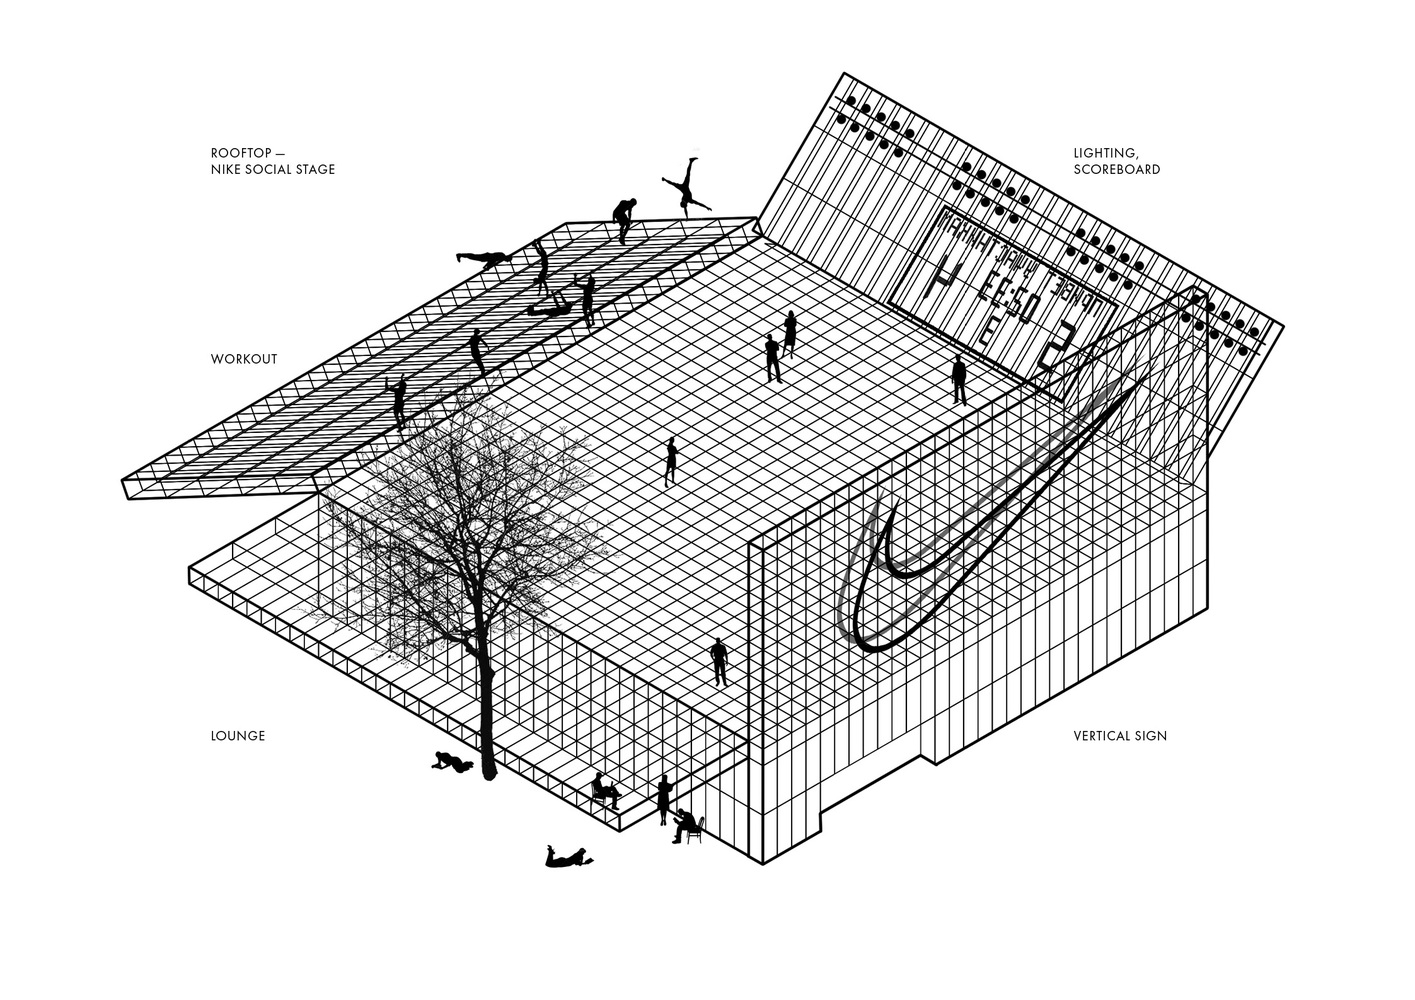 ROOFTOP —
NIKE SOCIAL STAGE
LIGHTING,
SCOREBOARD
WORKOUT
LOUNGE
VERTICAL SIGN